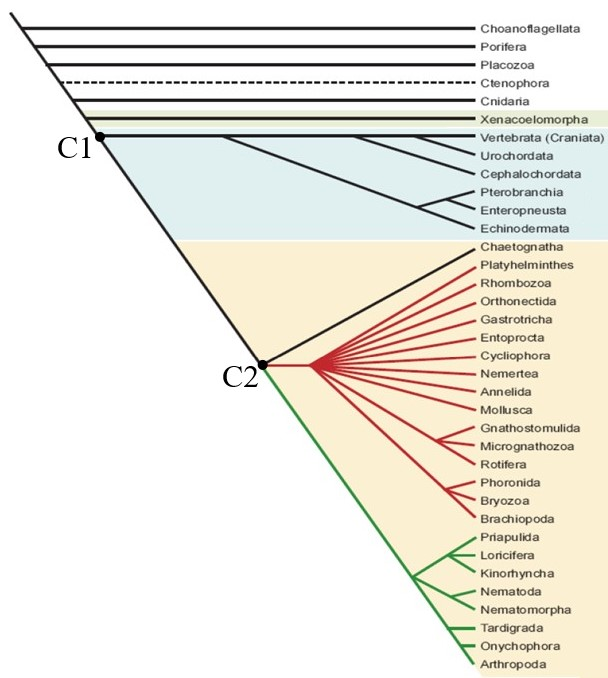 Choanoflagellata
Porifera
Placozoa
Ctenophora
Cnidaria
Xenacoelomorpha
C1
Vertebrata (Craniata)
Urochordata
Cephalochordata
Pterobranchia
Enteropneusta
Echinodermata
Chaetognatha
Platyhelminthes
Rhombozoa
Orthonectida
Gastrotricha
Entoprocta
Cycliophora
C2
Nemertea
Annelida
Mollusca
Gnathostomulida
Micrognathozoa
Rotifera
Phoronida
Bryozoa
Brachiopoda
Priapulida
Loricifera
Kinorhyncha
Nematoda
Nematomorpha
Tardigrada
Onychophora
Arthropoda